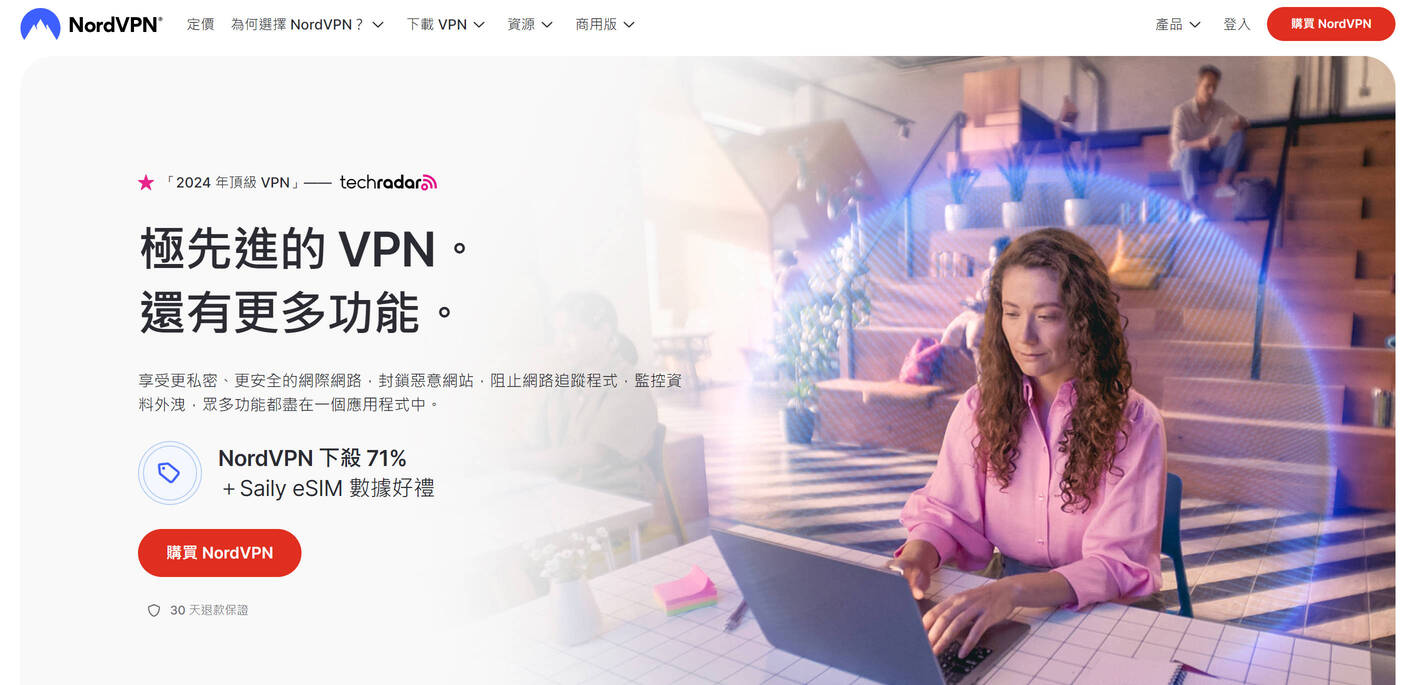 NordVPN®
定價
為何選擇 NordVPN？
下載 VPN
資源
商用版
產品
登入
購買 NordVPN
「2024 年頂級 VPN」—— techradar
極先進的 VPN。
還有更多功能。
享受更私密、更安全的網際網路，封鎖惡意網站，阻止網路追蹤程式，監控資
料外洩，眾多功能都盡在一個應用程式中。
NordVPN 下殺 71%
＋Saily eSIM 數據好禮
購買 NordVPN
30 天退款保證